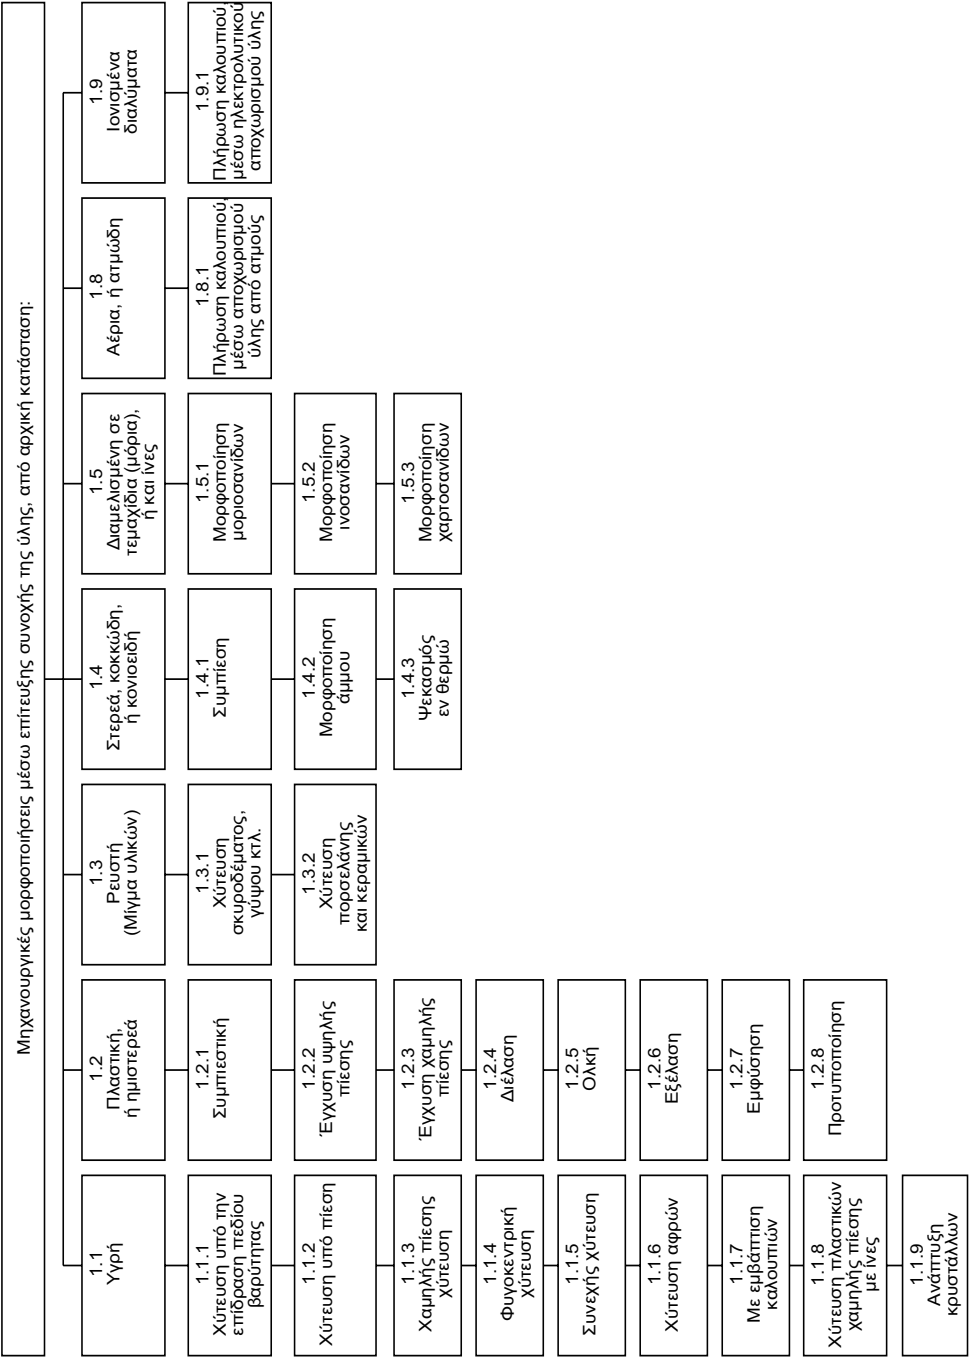 Μηχανουργικές μορφοποιήσεις μέσω επίτευξης συνοχής της ύλης, από αρχική κατάσταση:
1.1
Υγρή
1.1.1
Χύτευση υπό την
επίδραση πεδίου
βαρύτητας
1.1.2
Χύτευση υπό πίεση
1.1.3
Χαμηλής πίεσης
χύτευση
1.1.4
Φυγοκεντρική
χύτευση
1.1.5
Συνεχής χύτευση
1.1.6
Χύτευση αφρών
1.1.7
Με εμβάπτιση
καλουπιών
1.1.8
Χύτευση πλαστικών
χαμηλής πίεσης
με ίνες
1.1.9
Ανάπτυξη
κρυστάλλων
1.2
Πλαστική,
ή ημιστερεά
1.2.1
Συμπιεστική
1.2.2
Έγχυση υψηλής
πίεσης
1.2.3
Έγχυση χαμηλής
πίεσης
1.2.4
Διέλαση
1.2.5
Ολκή
1.2.6
Εξέλαση
1.2.7
Εμφύσηση
1.2.8
Προτυποποίηση
1.3
Ρευστή
(Μίγμα υλικών)
1.3.1
Χύτευση
σκυροδέματος,
γύψου κτλ.
1.3.2
Χύτευση
πορσελάνης
και κεραμικών
1.4
Στερεά, κοκκώδη,
ή κονιοειδή
1.4.1
Συμπίεση
1.4.2
Μορφοποίηση
άμμου
1.4.3
Ψεκασμός
εν θερμώ
1.5
Διαμελισμένη σε
τεμαχίδια (μόρια),
ή και ίνες
1.5.1
Μορφοποίηση
μοριοσανίδων
1.5.2
Μορφοποίηση
ινοσανίδων
1.5.3
Μορφοποίηση
χαρτοσανίδων
1.8
Αέρια, ή ατμώδη
1.8.1
Πλήρωση καλουπιού,
μέσω αποχωρισμού
ύλης από ατμούς
1.9
Ιονισμένα
διαλύματα
1.9.1
Πλήρωση καλουπιού,
μέσω ηλεκτρολυτικού
αποχωρισμού ύλης